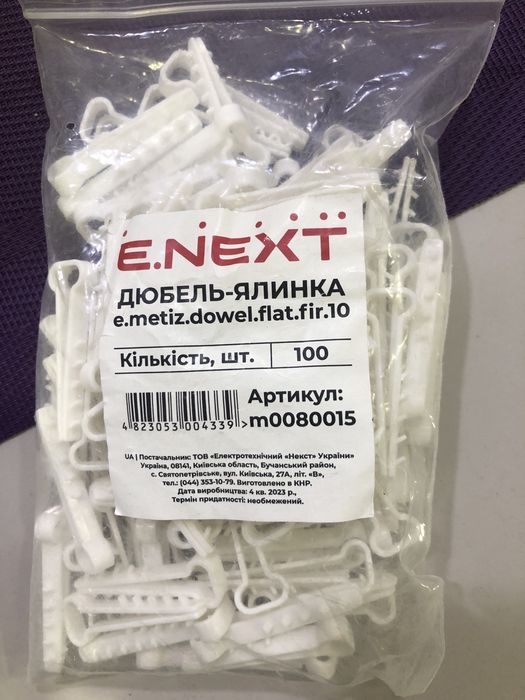 E.NEXT
ДЮБЕЛЬ-ЯЛИНКА
e.metiz.dowel.flat.fir.10
Кількість, шт. 100
Артикул:
m0080015
4 823053 004339 >
UA | Постачальник: ТОВ «Електротехнічний «Некст» України»
Україна, 08141, Київська область, Бучанський район,
с. Святопетрівське, вул. Київська, 27А, літ. «В»,
тел.: (044) 353-10-79. Виготовлено в КНР.
Дата виробництва: 4 кв. 2023 р.,
Термін придатності: необмежений.